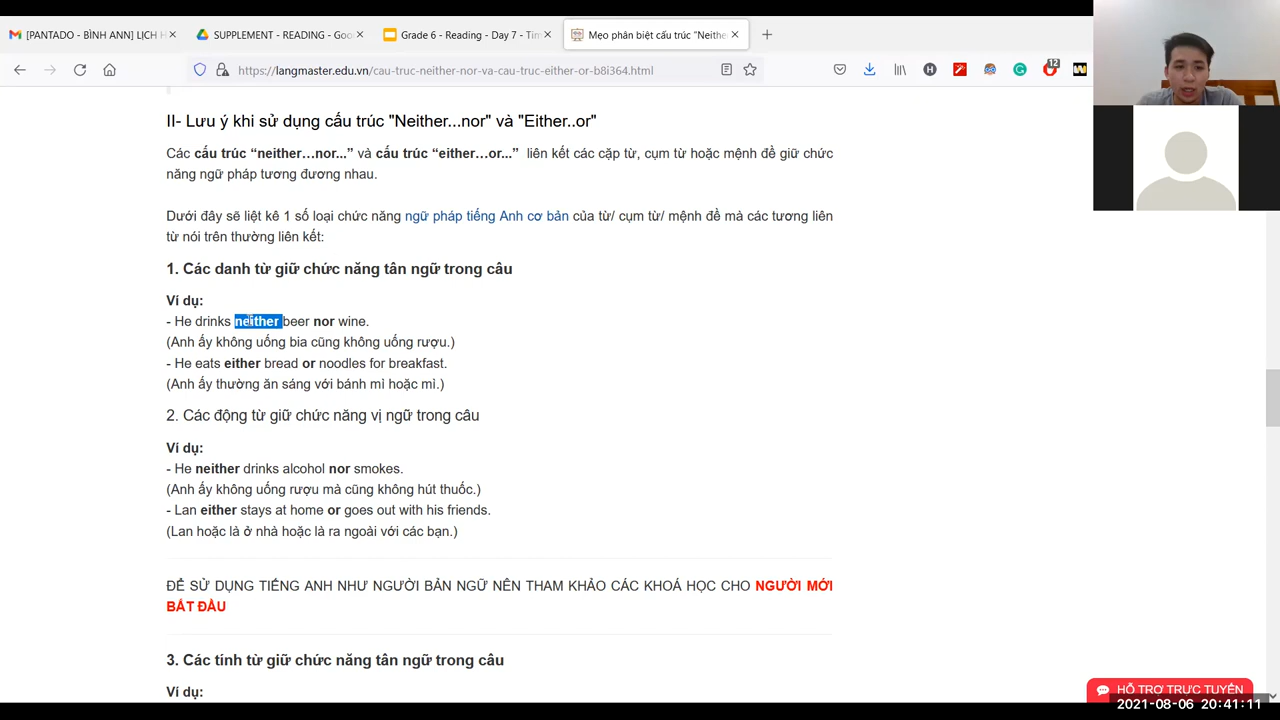 [PANTADO - BÌNH ANN] LỊCH H
SUPPLEMENT - READING - Goo
Grade 6 - Reading - Day 7 - Tim
Mẹo phân biệt cấu trúc "Neithe
https://langmaster.edu.vn/cau-truc-neither-nor-va-cau-truc-either-or-b8i364.html
12
II- Lưu ý khi sử dụng cấu trúc "Neither...nor" và "Either..or"
Các cấu trúc “neither…nor...” và cấu trúc “either…or...” liên kết các cặp từ, cụm từ hoặc mệnh đề giữ chức
năng ngữ pháp tương đương nhau.
Dưới đây sẽ liệt kê 1 số loại chức năng ngữ pháp tiếng Anh cơ bản của từ/ cụm từ/ mệnh đề mà các tương liên
từ nói trên thường liên kết:
1. Các danh từ giữ chức năng tân ngữ trong câu
Ví dụ:
- He drinks neither beer nor wine.
(Anh ấy không uống bia cũng không uống rượu.)
- He eats either bread or noodles for breakfast.
(Anh ấy thường ăn sáng với bánh mì hoặc mì.)
2. Các động từ giữ chức năng vị ngữ trong câu
Ví dụ:
- He neither drinks alcohol nor smokes.
(Anh ấy không uống rượu mà cũng không hút thuốc.)
- Lan either stays at home or goes out with his friends.
(Lan hoặc là ở nhà hoặc là ra ngoài với các bạn.)
ĐỂ SỬ DỤNG TIẾNG ANH NHƯ NGƯỜI BẢN NGỮ NÊN THAM KHẢO CÁC KHOÁ HỌC CHO NGƯỜI MỚI
BẮT ĐẦU
3. Các tính từ giữ chức năng tân ngữ trong câu
Ví dụ:
HỖ TRỢ TRỰC TUYẾN
2021-08-06 20:41:11